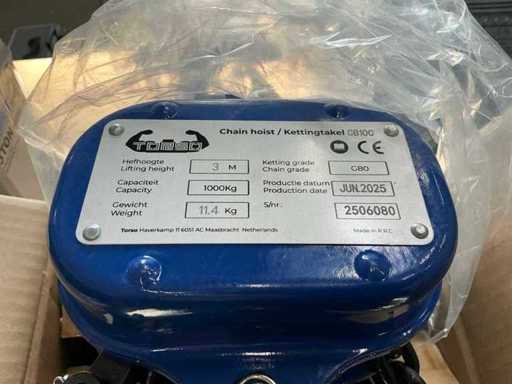 TORSO
Chain hoist / Kettingtakel CB100
CE
Hefhoogte
Lifting height
3 M
Ketting grade
Chain grade
G80
Capaciteit
Capacity
1000Kg
Productie datum
Production date
JUN.2025
Gewicht
Weight
11.4 Kg
S/nr:
2506080
Torso Haverkamp 11 6051 AC Maasbracht Netherlands
Made in P.R.C
STON